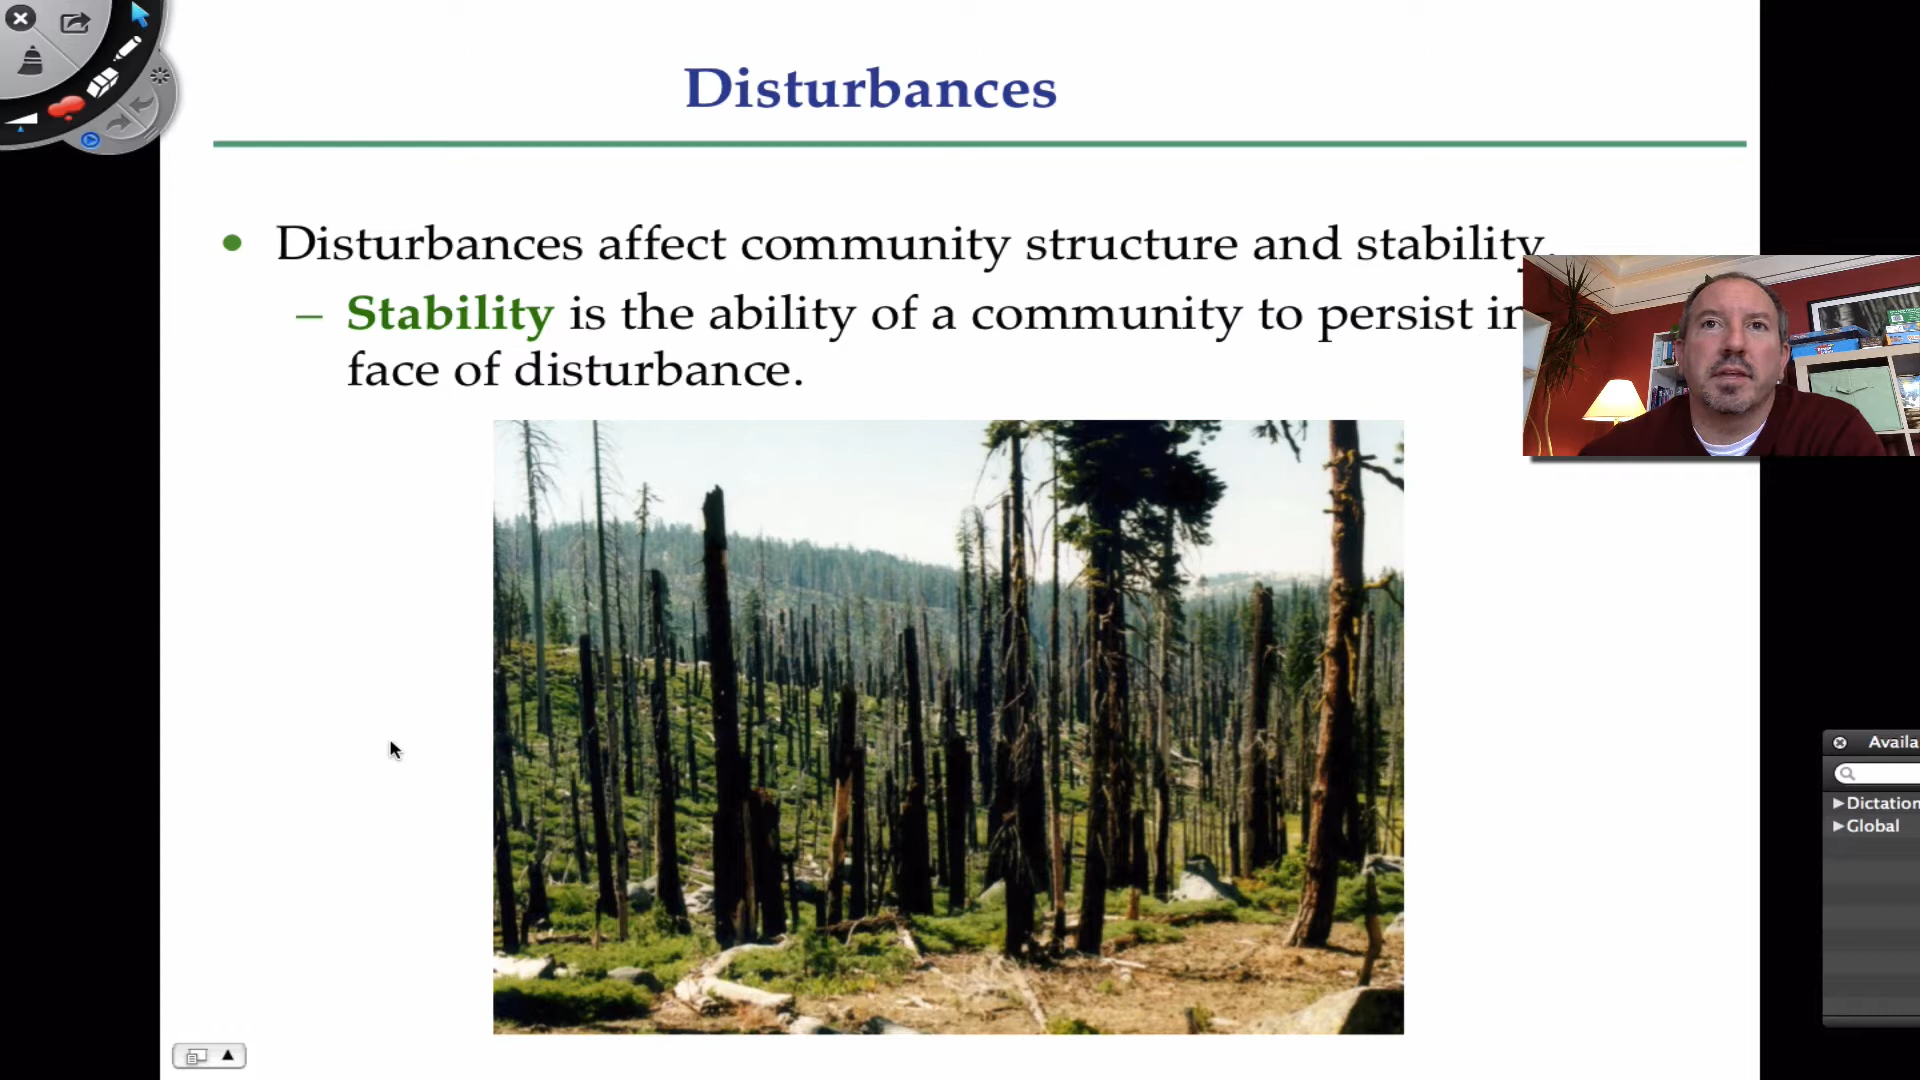 Disturbances
Disturbances affect community structure and stability.
– Stability is the ability of a community to persist in
face of disturbance.
Availa
Dictation
Global